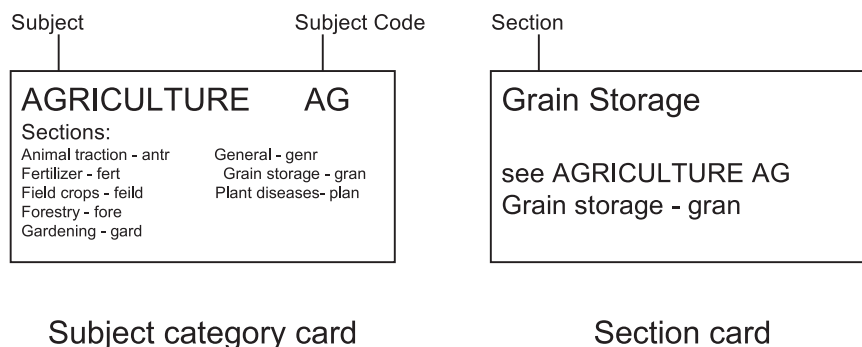 Subject Subject Code Section
AGRICULTURE AG
Sections:
Animal traction - antr General - genr
Fertilizer - fert Grain storage - gran
Field crops - feild Plant diseases- plan
Forestry - fore
Gardening - gard
Grain Storage
see AGRICULTURE AG
Grain storage - gran
Subject category card Section card